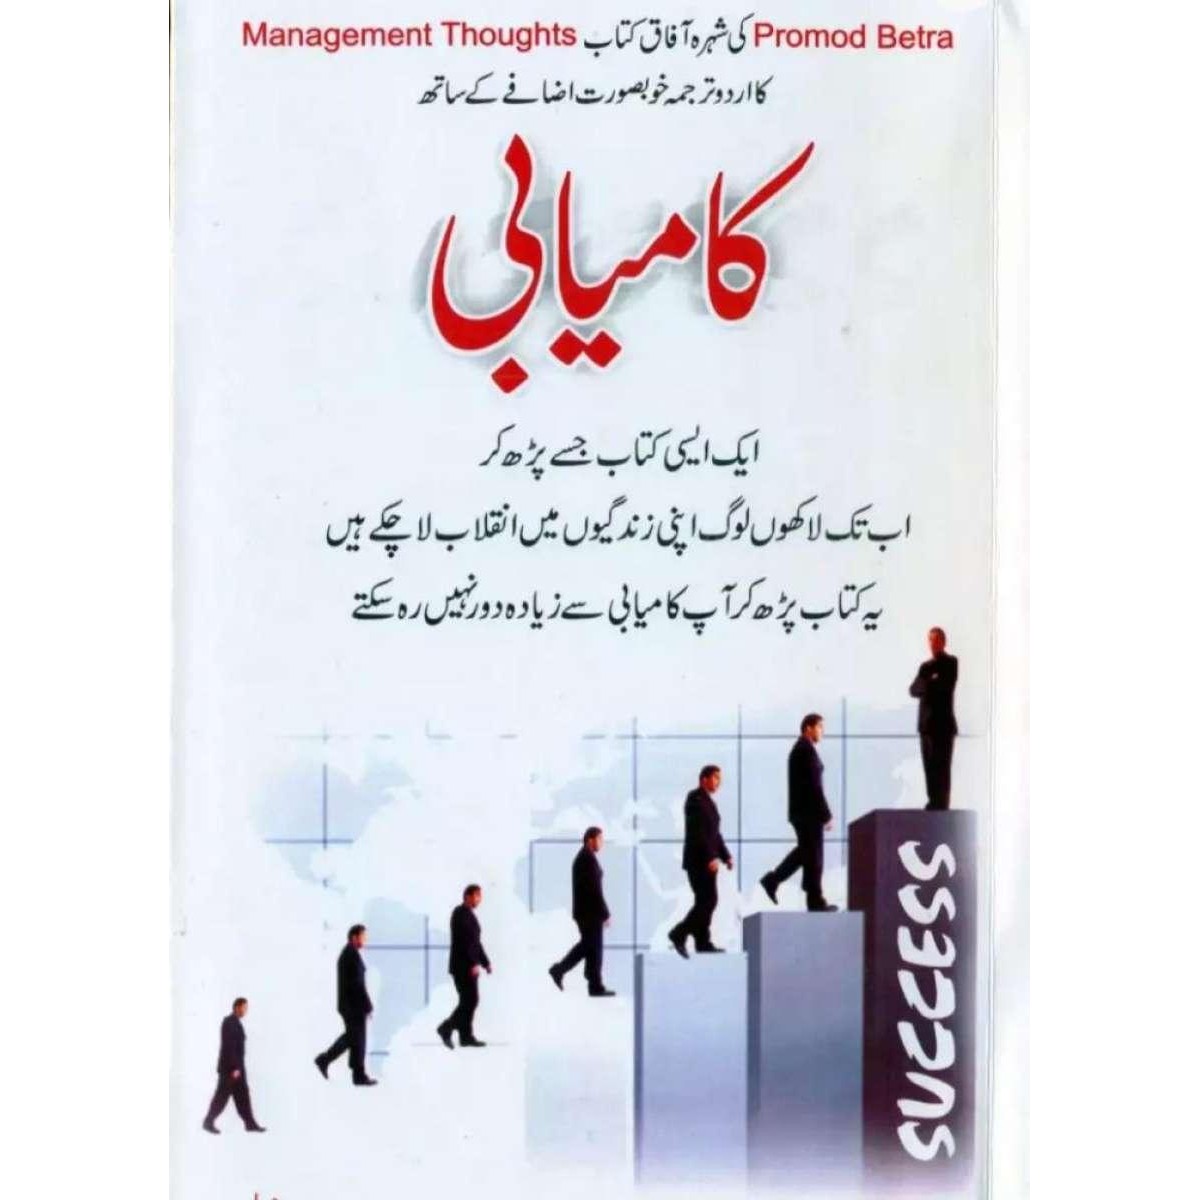 Promod Betra کی شہرہ آفاق کتاب Management Thoughts
کا اردو ترجمہ خوبصورت اضافے کے ساتھ
کامیابی
ایک ایسی کتاب جسے پڑھ کر
اب تک لاکھوں لوگ اپنی زندگیوں میں انقلاب لا چکے ہیں
یہ کتاب پڑھ کر آپ کامیابی سے زیادہ دور نہیں رہ سکتے
SUCCESS